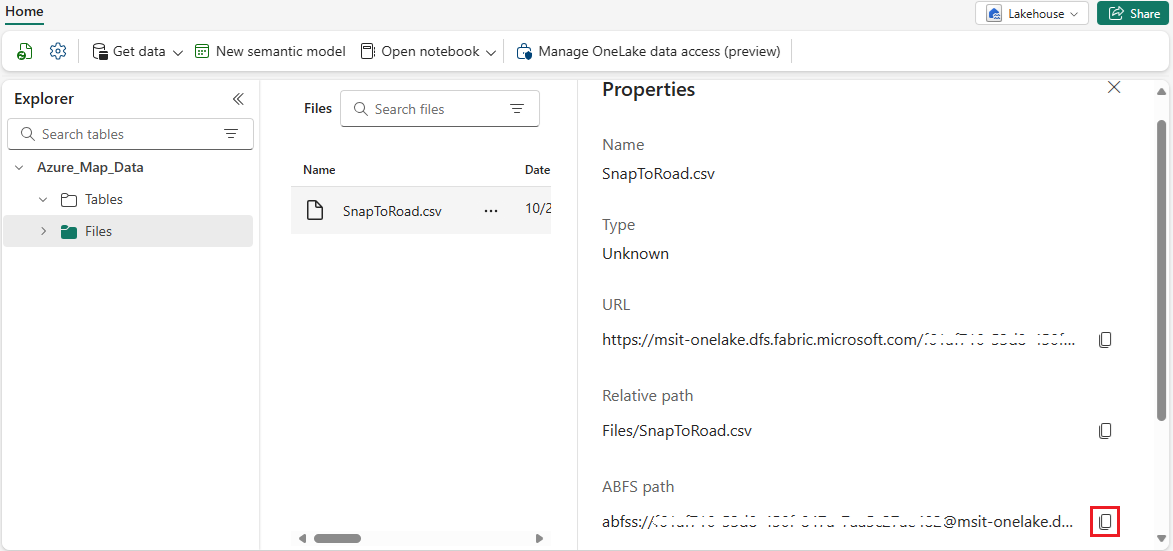 Home
Lakehouse
Share
Get data
New semantic model
Open notebook
Manage OneLake data access (preview)
Explorer
Search tables
Azure_Map_Data
Tables
Files
Files
Search files
Name Date
SnapToRoad.csv ... 10/2
Properties
Name
SnapToRoad.csv
Type
Unknown
URL
https://msit-onelake.dfs.fabric.microsoft.com/
Relative path
Files/SnapToRoad.csv
ABFS path
abfss:// @msit-onelake.d...